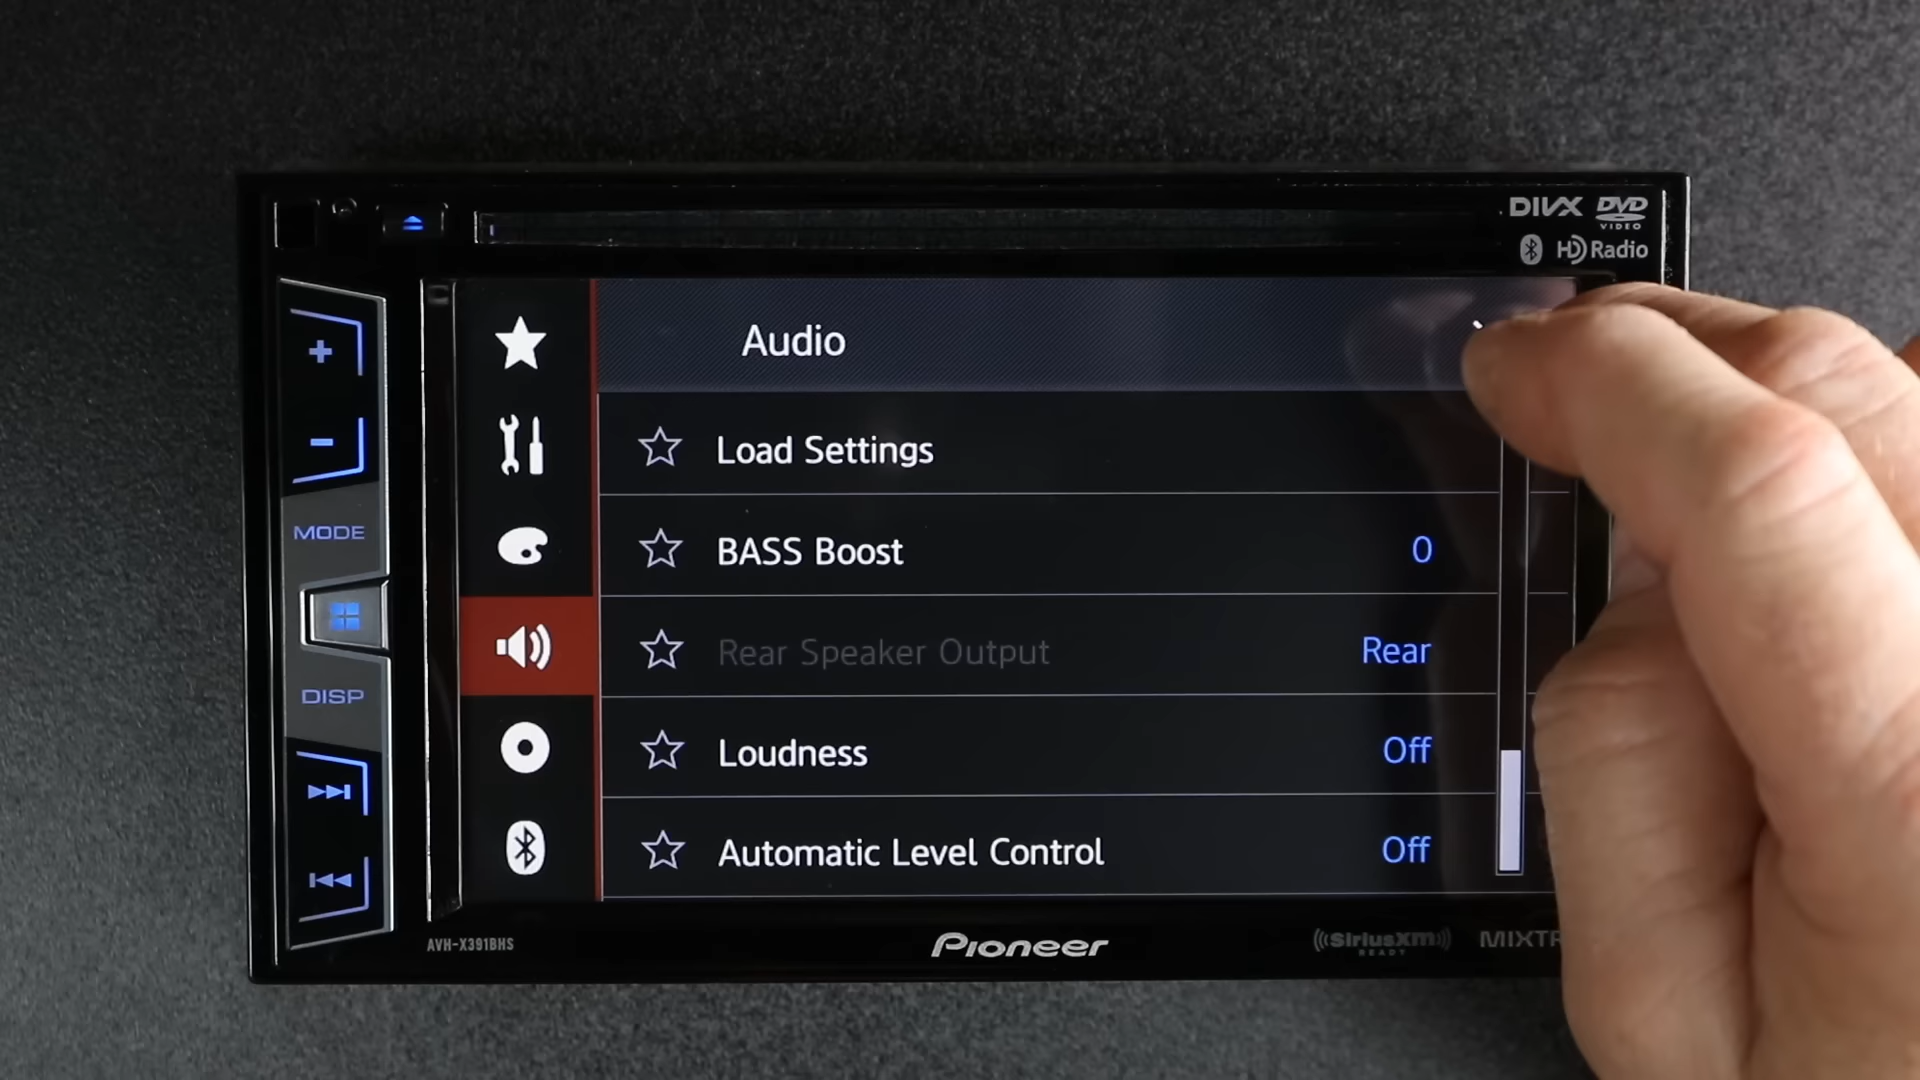 DIVX DVD
VIDEO
HD Radio
Audio
Load Settings
BASS Boost 0
MODE
Rear Speaker Output Rear
DISP
Loudness Off
Automatic Level Control Off
AVH-X391BHS
Pioneer
SiriusXM
READY
MIXTR